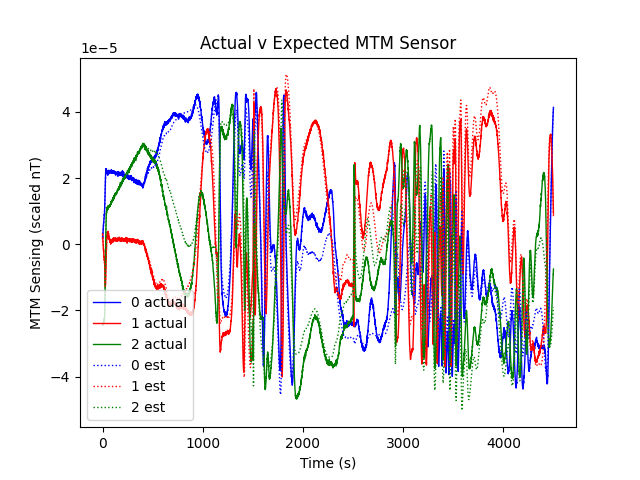 Actual v Expected MTM Sensor
1e−5
MTM Sensing (scaled nT)
4
2
0
−2
−4
0 actual
1 actual
2 actual
0 est
1 est
2 est
0 1000 2000 3000 4000
Time (s)